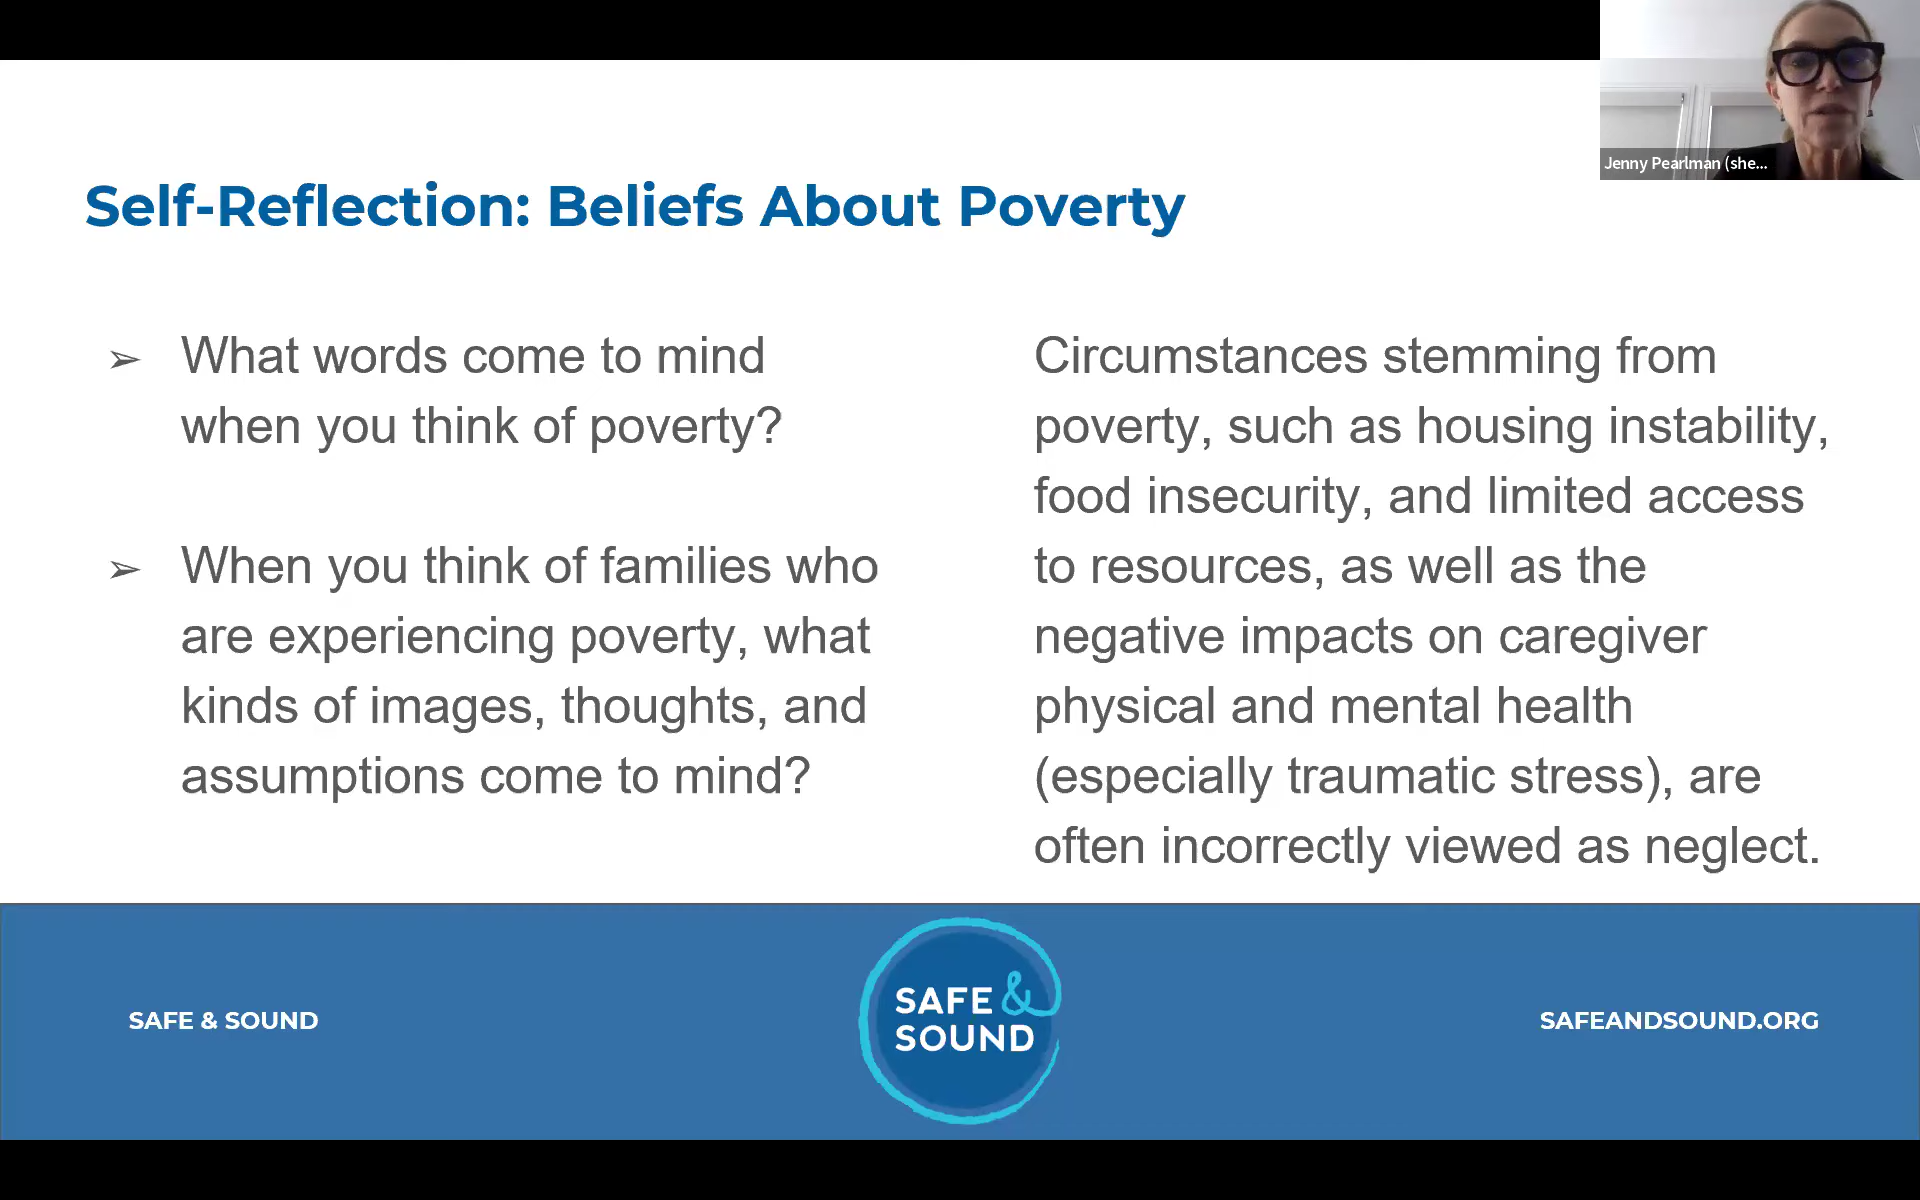 Jenny Pearlman (she...
Self-Reflection: Beliefs About Poverty
➢ What words come to mind
when you think of poverty?
➢ When you think of families who
are experiencing poverty, what
kinds of images, thoughts, and
assumptions come to mind?
Circumstances stemming from
poverty, such as housing instability,
food insecurity, and limited access
to resources, as well as the
negative impacts on caregiver
physical and mental health
(especially traumatic stress), are
often incorrectly viewed as neglect.
SAFE & SOUND
SAFE &
SOUND
SAFEANDSOUND.ORG